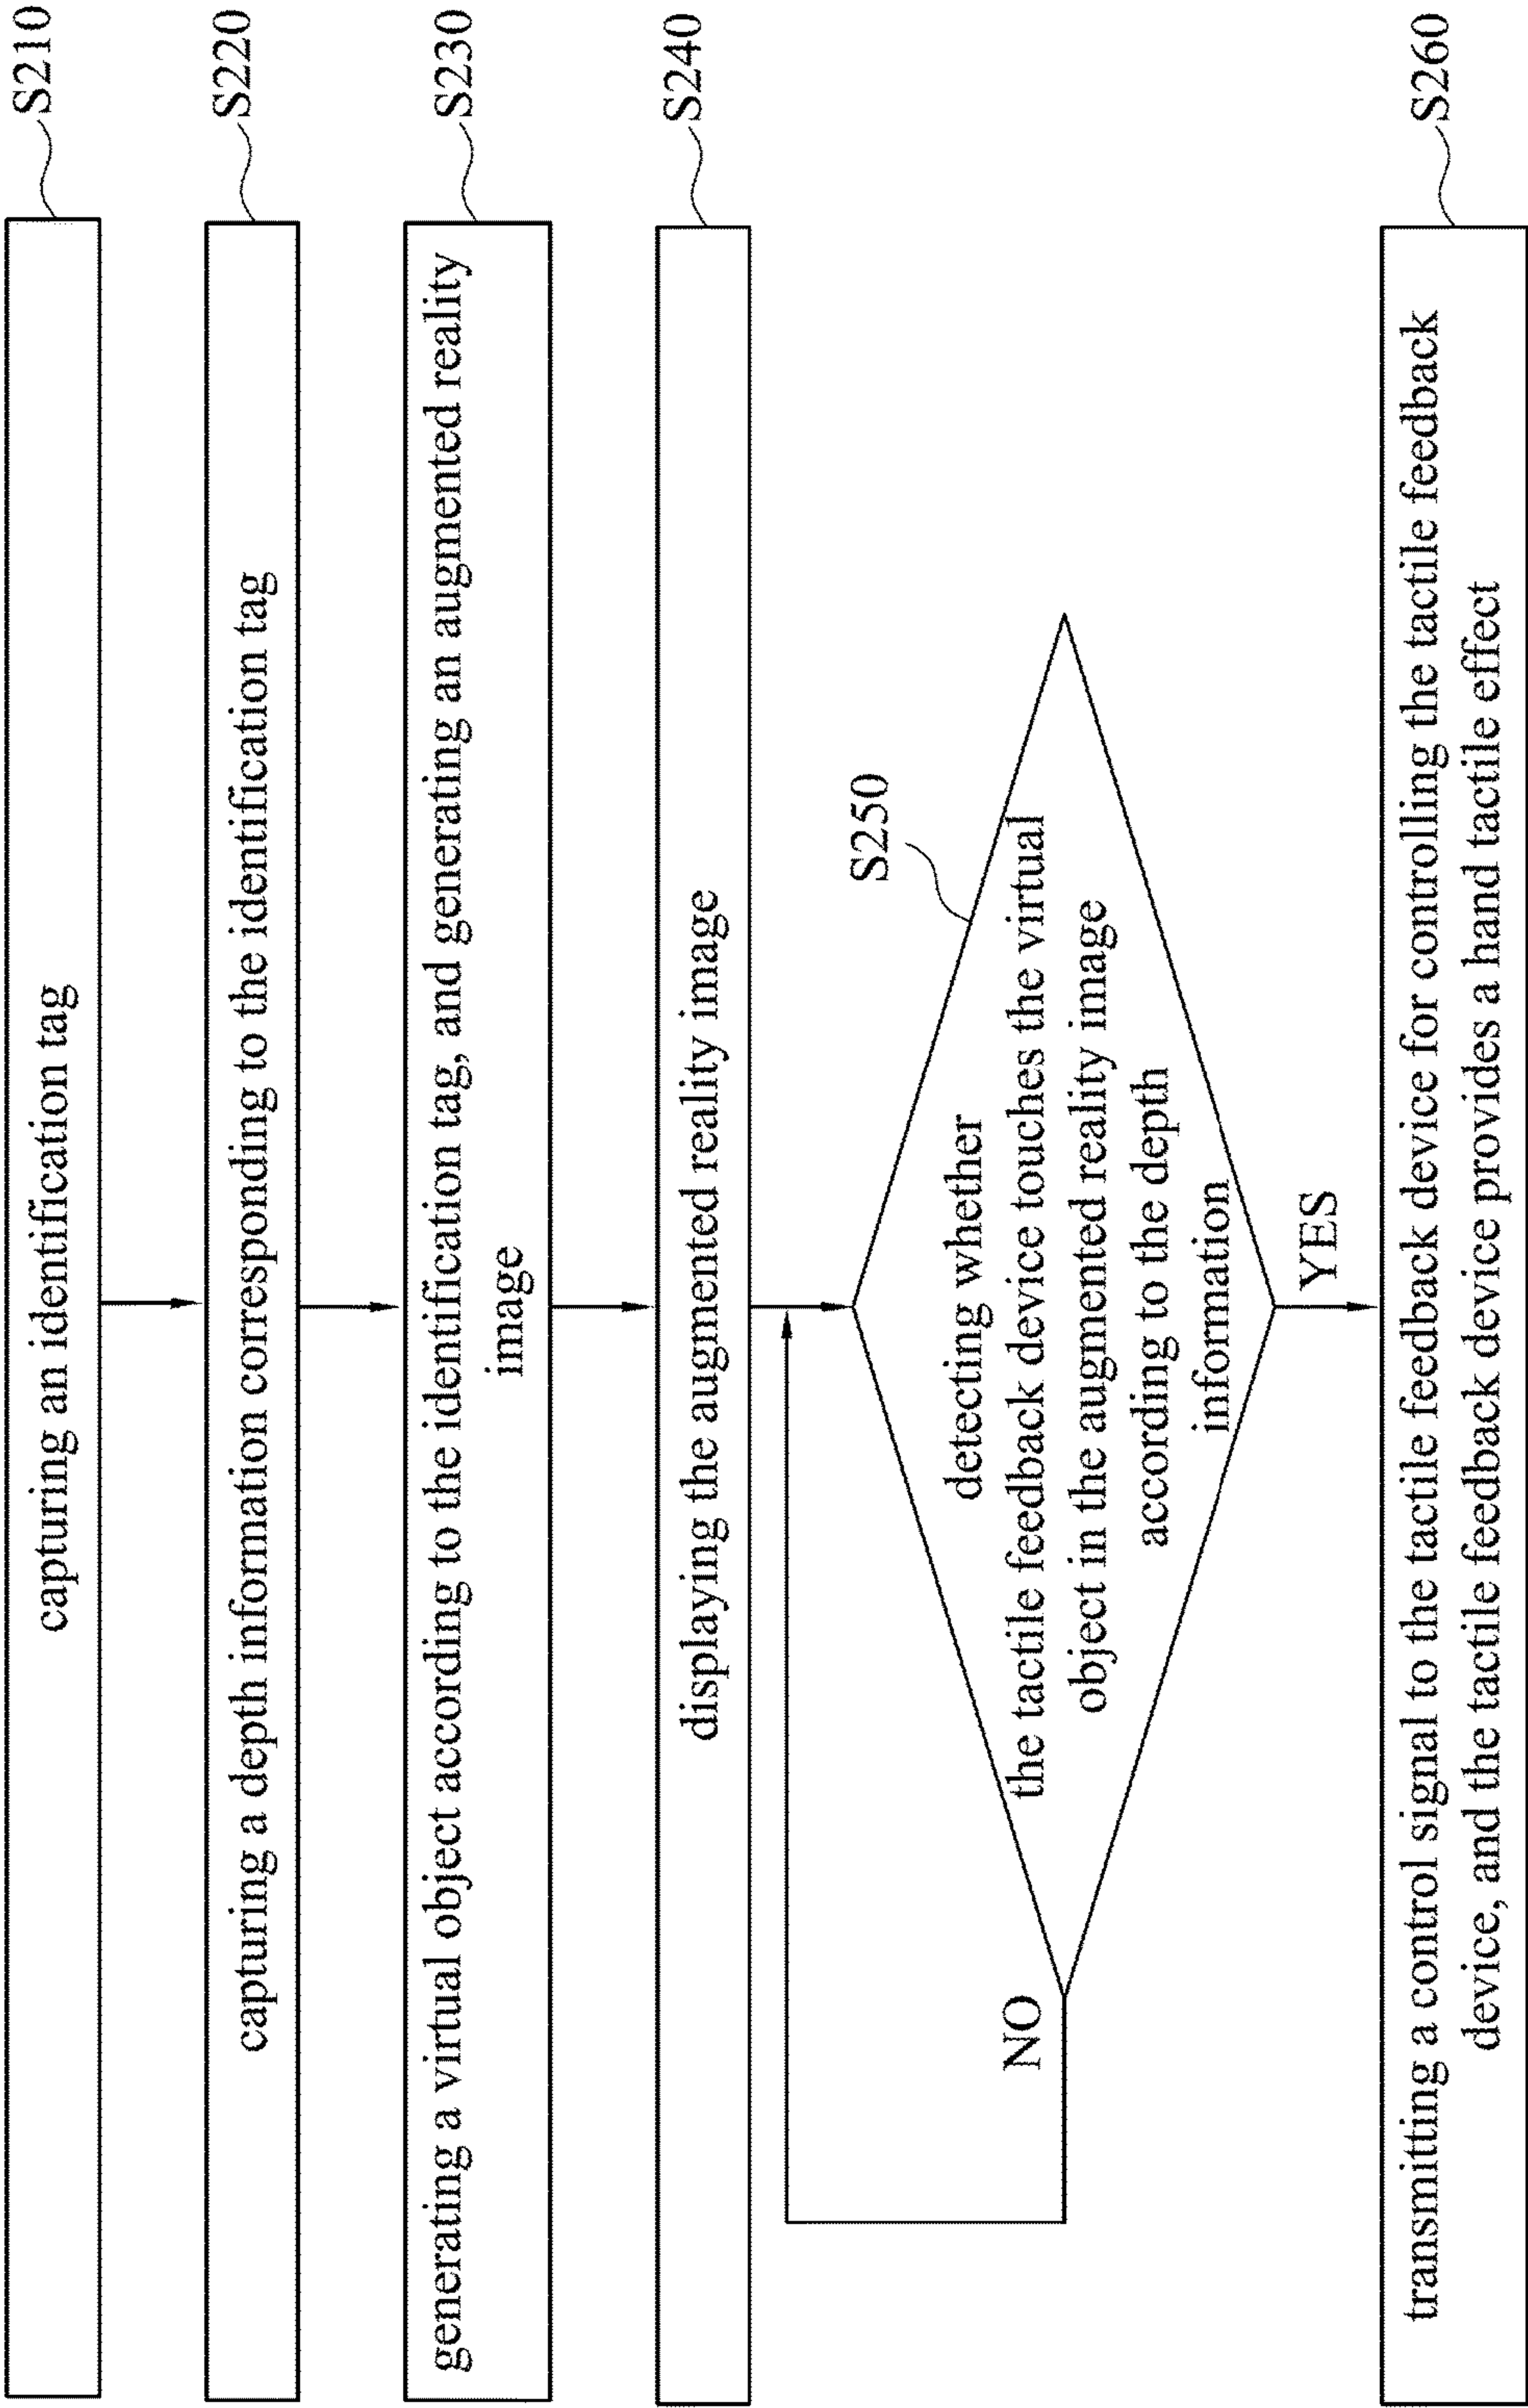 capturing an identification tag
S210
capturing a depth information corresponding to the identification tag
S220
generating a virtual object according to the identification tag, and generating an augmented reality
image
S230
displaying the augmented reality image
S240
S250
detecting whether
the tactile feedback device touches the virtual
object in the augmented reality image
according to the depth
information
NO
YES
transmitting a control signal to the tactile feedback device for controlling the tactile feedback
device, and the tactile feedback device provides a hand tactile effect
S260